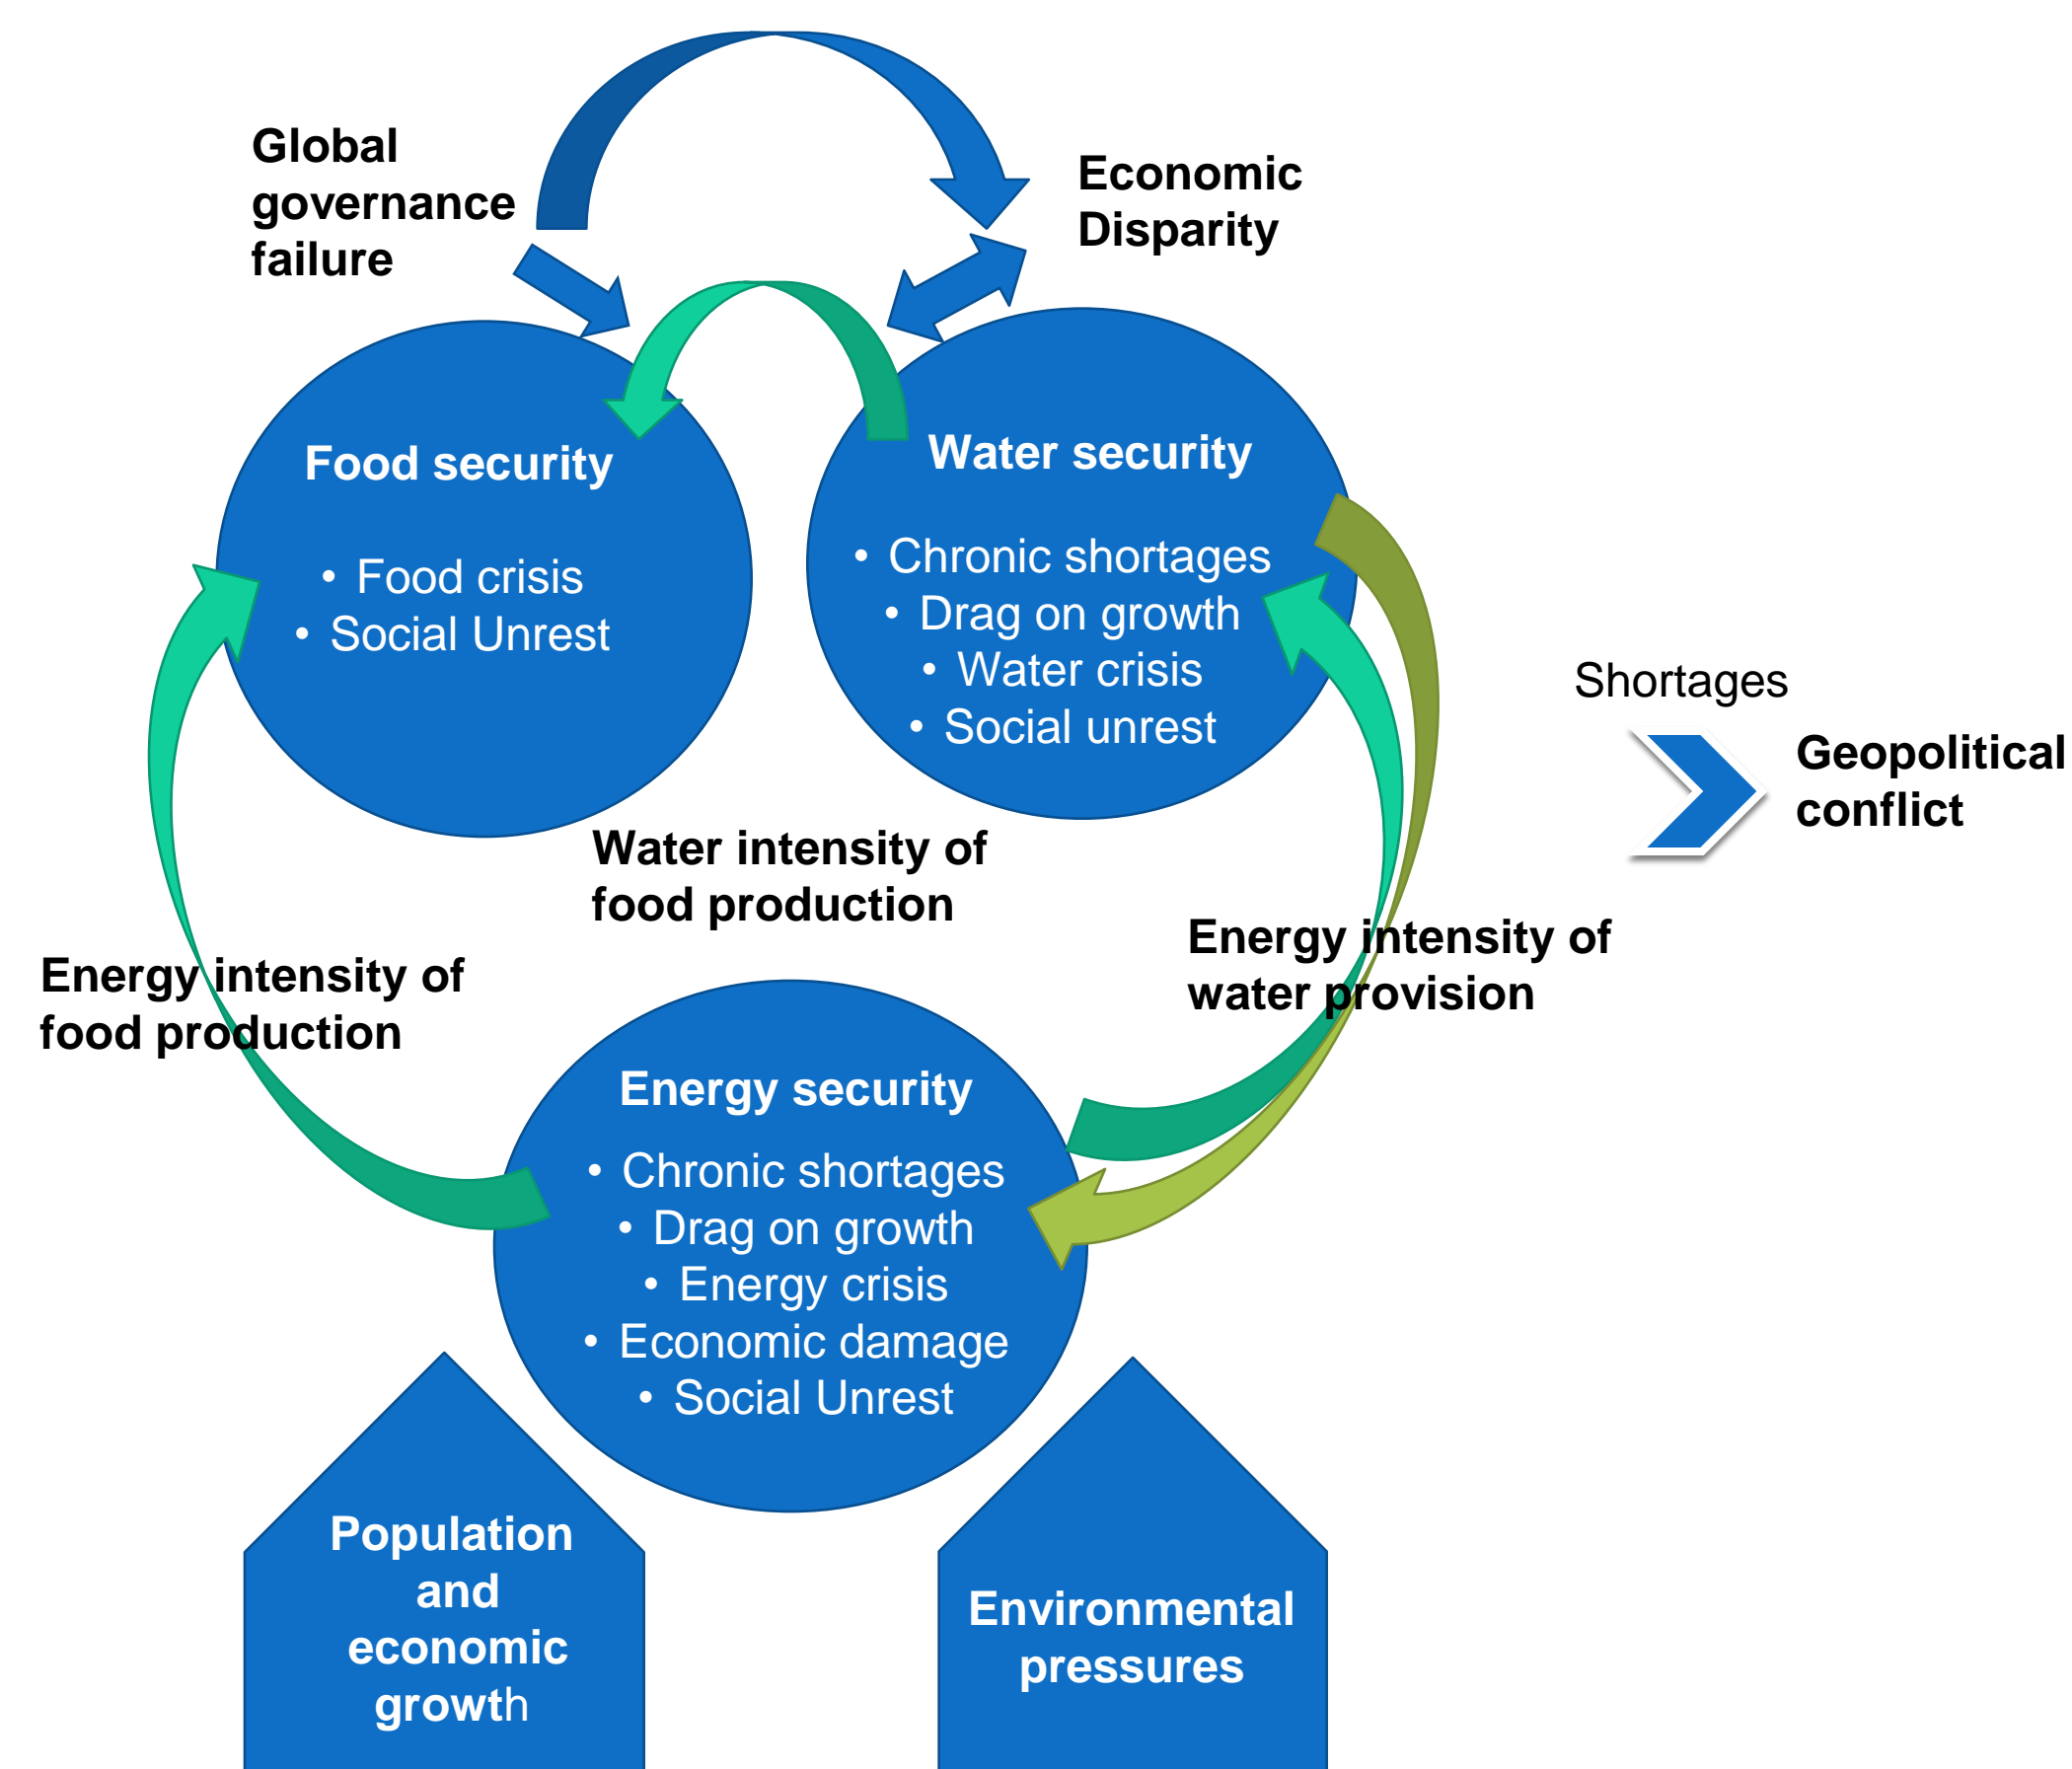 Global
governance
failure
Economic
Disparity
Food security
• Food crisis
• Social Unrest
Water security
• Chronic shortages
• Drag on growth
• Water crisis
• Social unrest
Shortages
Geopolitical
conflict
Water intensity of
food production
Energy intensity of
food production
Energy intensity of
water provision
Energy security
• Chronic shortages
• Drag on growth
• Energy crisis
• Economic damage
• Social Unrest
Population
and
economic
growth
Environmental
pressures